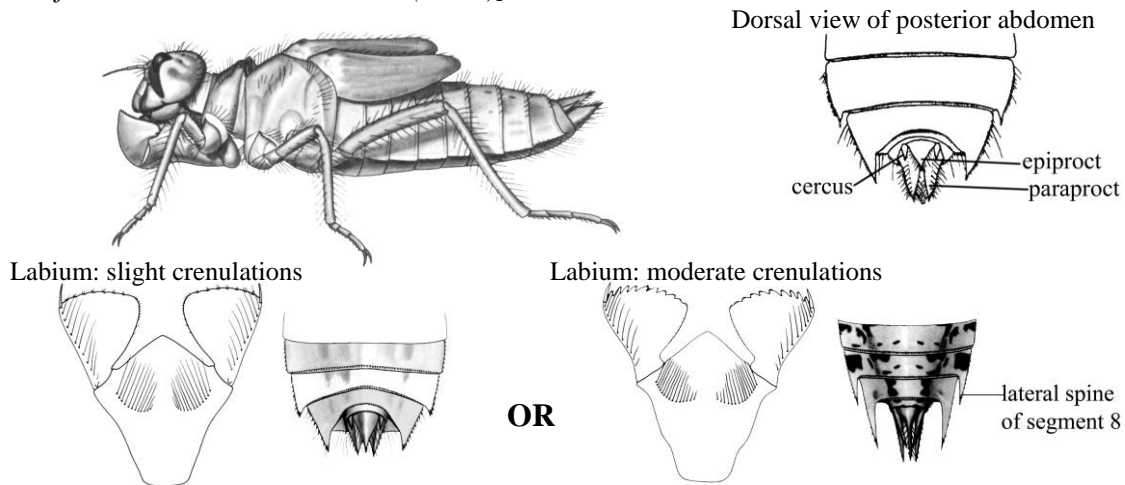 Dorsal view of posterior abdomen
epiproct
cercus
paraproct
Labium: slight crenulations
Labium: moderate crenulations
OR
lateral spine
of segment 8